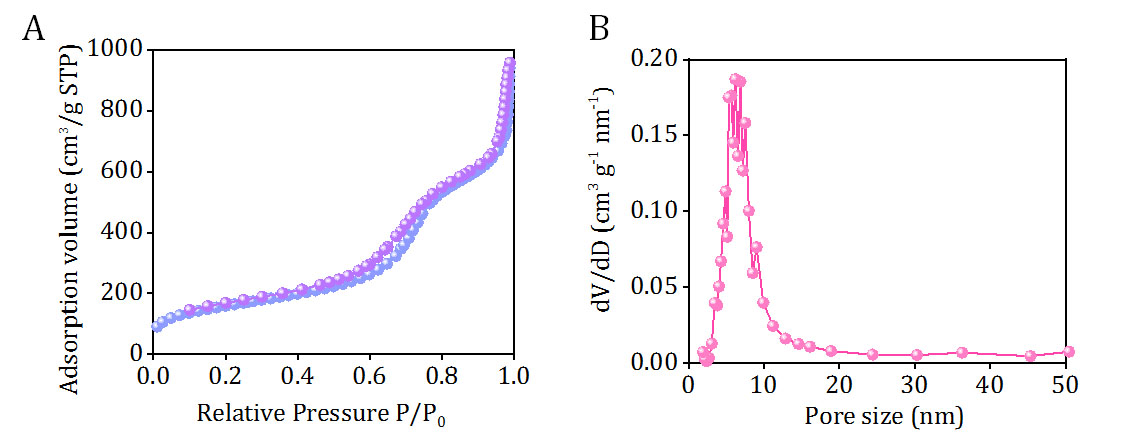 A
Adsorption volume (cm³/g STP)
1000
800
600
400
200
0
0.0 0.2 0.4 0.6 0.8 1.0
Relative Pressure P/P₀
B
dV/dD (cm³ g⁻¹ nm⁻¹)
0.20
0.15
0.10
0.05
0.00
0 10 20 30 40 50
Pore size (nm)